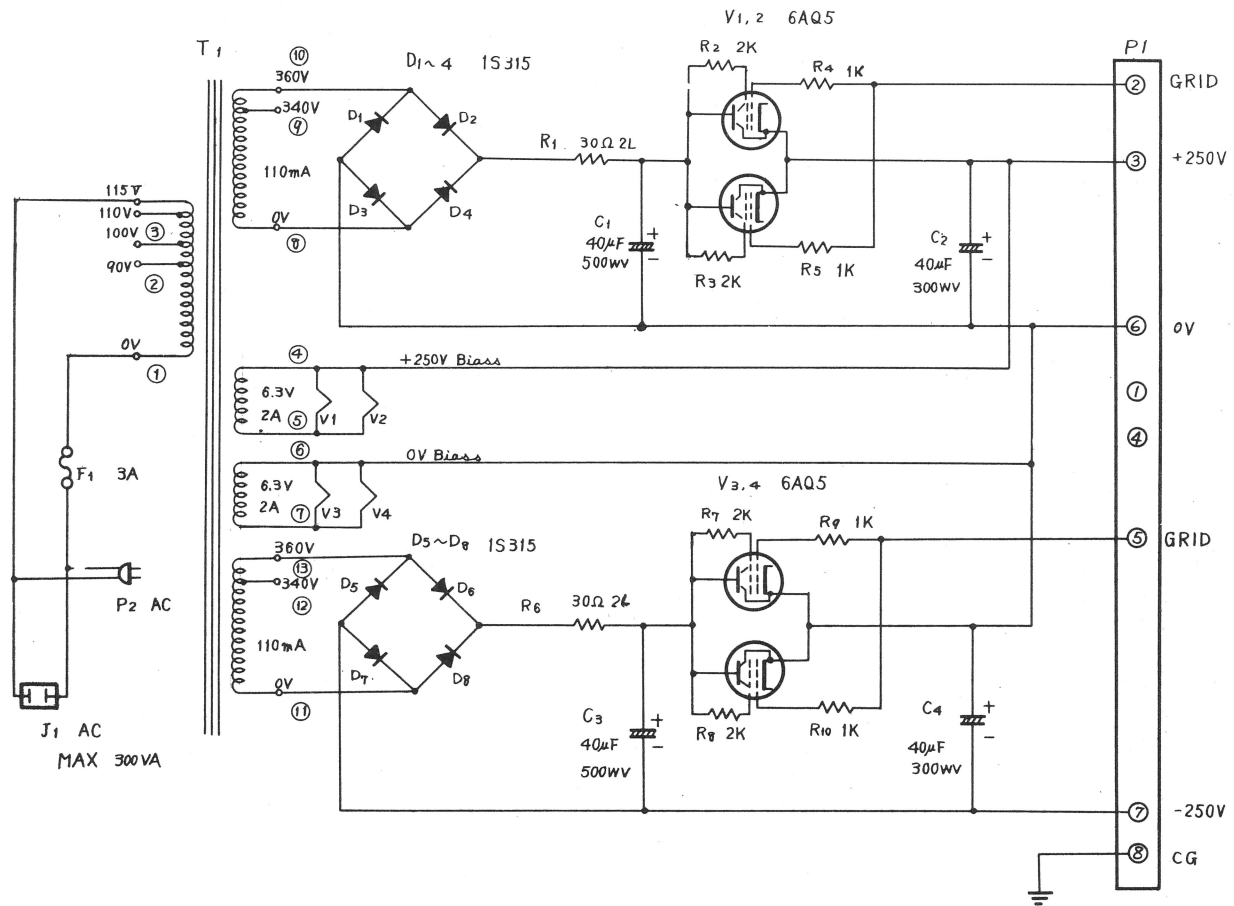 T1
⑩
360V
340V
⑨
110mA
0V
⑧
D1~4 1S315
D1
D2
D3
D4
R1 30Ω 2L
C1
40μF
500WV
+
−
V1,2 6AQ5
R2 2K
R4 1K
R3 2K
R5 1K
C2
40μF
300WV
+
−
P1
② GRID
③ +250V
⑥ 0V
①
④
⑤ GRID
⑦ -250V
⑧ CG
115V
110V
③
100V
90V
②
0V
①
F1 3A
P2 AC
J1 AC
MAX 300VA
④
+250V Biass
6.3V
2A
⑤
V1
V2
⑥
0V Biass
6.3V
2A
⑦
V3
V4
360V
⑬
340V
⑫
110mA
0V
⑪
D5~D8 1S315
D5
D6
D7
D8
R6 30Ω 2L
C3
40μF
500WV
+
−
V3,4 6AQ5
R7 2K
R9 1K
R8 2K
R10 1K
C4
40μF
300WV
+
−